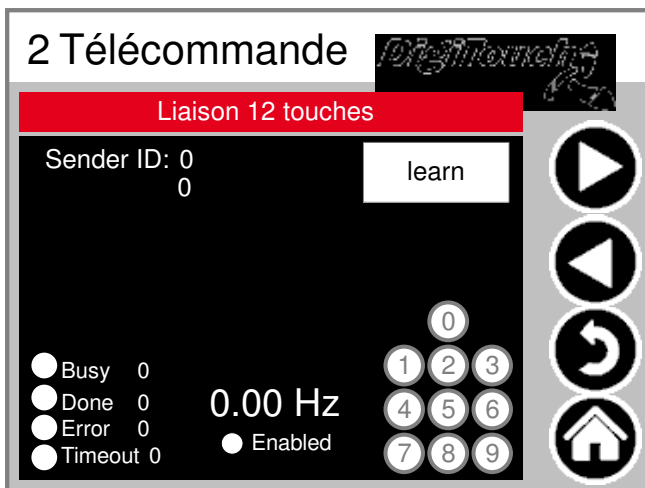 2 Télécommande
DigiTouch
Liaison 12 touches
Sender ID: 0
0
learn
0
1 2 3
4 5 6
7 8 9
Busy 0
Done 0
Error 0
Timeout 0
0.00 Hz
Enabled